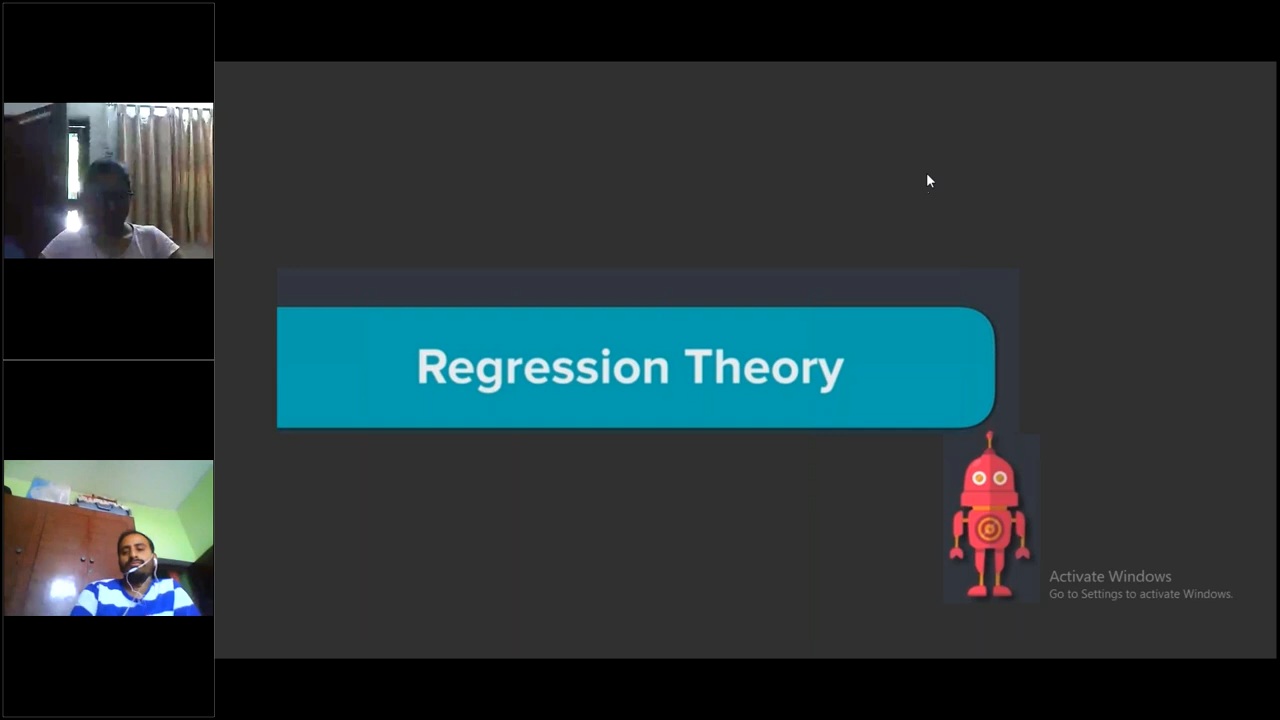 Regression Theory
Activate Windows
Go to Settings to activate Windows.